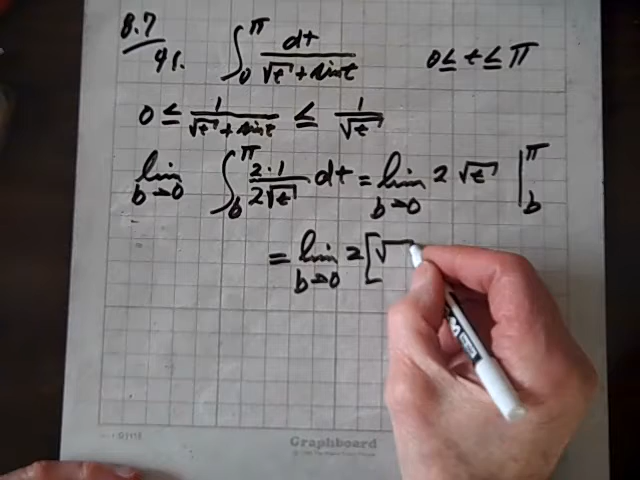 8.7/91. ∫₀^π dt/(√t + sin t) 0 ≤ t ≤ π
0 ≤ 1/(√t + sin t) ≤ 1/√t
lim b→0 ∫_b^π 2·1/(2√t) dt = lim b→0 2√t |_b^π
= lim b→0 2[√
Graphboard